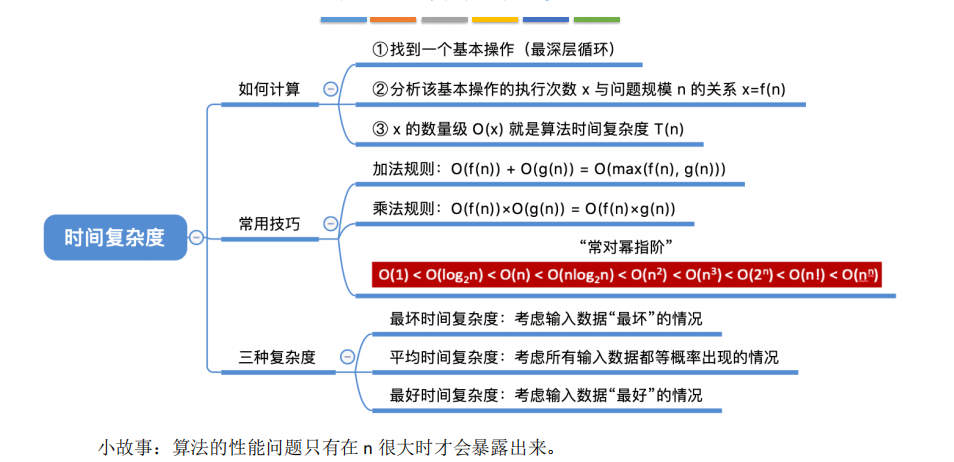 ①找到一个基本操作（最深层循环）
如何计算
②分析该基本操作的执行次数 x 与问题规模 n 的关系 x=f(n)
③ x 的数量级 O(x) 就是算法时间复杂度 T(n)
加法规则：O(f(n)) + O(g(n)) = O(max(f(n), g(n)))
时间复杂度
常用技巧
乘法规则：O(f(n))×O(g(n)) = O(f(n)×g(n))
“常对幂指阶”
O(1) < O(log₂n) < O(n) < O(nlog₂n) < O(n²) < O(n³) < O(2ⁿ) < O(n!) < O(nⁿ)
最坏时间复杂度：考虑输入数据“最坏”的情况
三种复杂度
平均时间复杂度：考虑所有输入数据都等概率出现的情况
最好时间复杂度：考虑输入数据“最好”的情况
小故事：算法的性能问题只有在 n 很大时才会暴露出来。